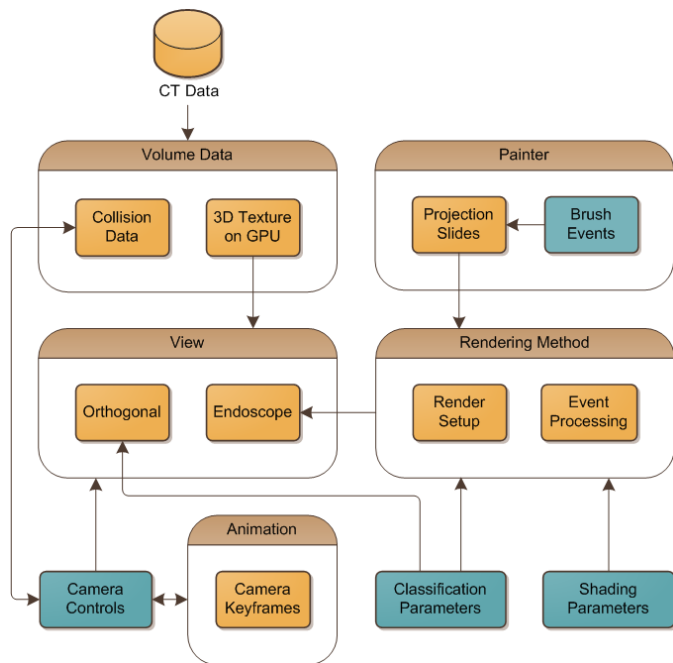 CT Data
Volume Data
Painter
Collision
Data
3D Texture
on GPU
Projection
Slides
Brush
Events
View
Rendering Method
Orthogonal
Endoscope
Render
Setup
Event
Processing
Animation
Camera
Controls
Camera
Keyframes
Classification
Parameters
Shading
Parameters